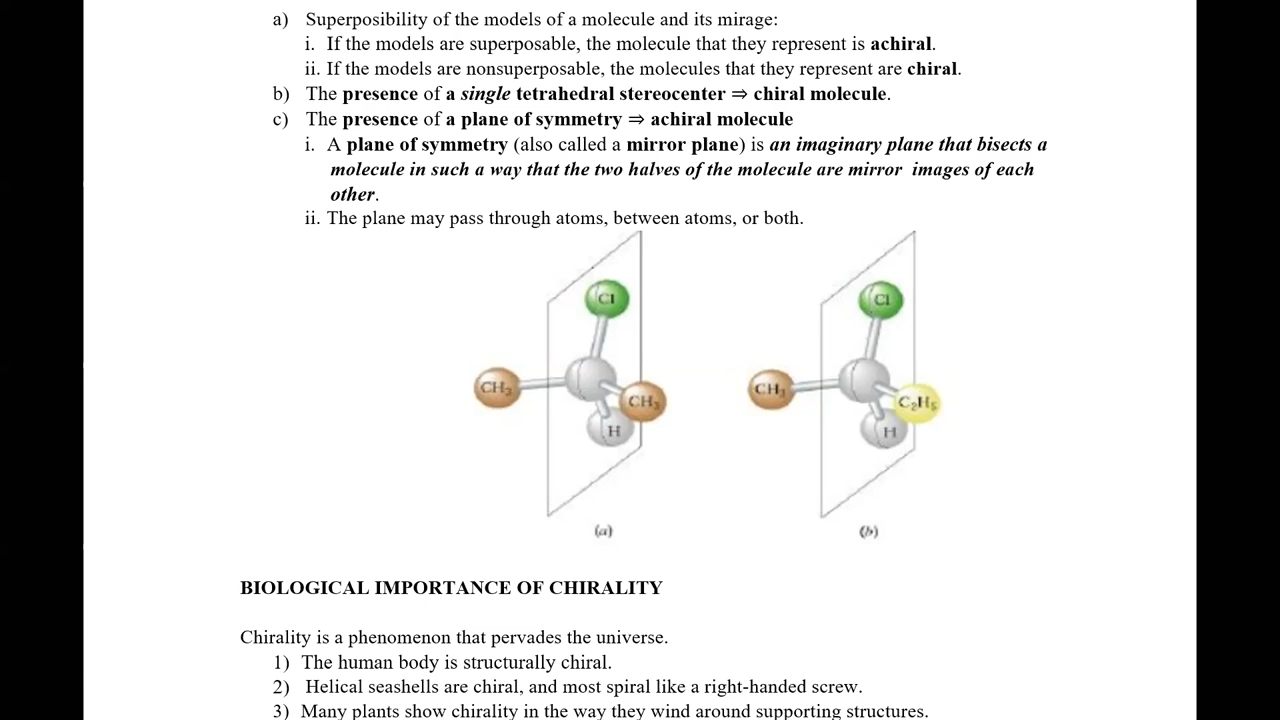 a) Superposibility of the models of a molecule and its mirage:
i. If the models are superposable, the molecule that they represent is achiral.
ii. If the models are nonsuperposable, the molecules that they represent are chiral.
b) The presence of a single tetrahedral stereocenter ⇒ chiral molecule.
c) The presence of a plane of symmetry ⇒ achiral molecule
i. A plane of symmetry (also called a mirror plane) is an imaginary plane that bisects a
molecule in such a way that the two halves of the molecule are mirror images of each
other.
ii. The plane may pass through atoms, between atoms, or both.
Cl
Cl
CH₃
CH₃
CH₃
C₂H₅
H
H
(a)
(b)
BIOLOGICAL IMPORTANCE OF CHIRALITY
Chirality is a phenomenon that pervades the universe.
1) The human body is structurally chiral.
2) Helical seashells are chiral, and most spiral like a right-handed screw.
3) Many plants show chirality in the way they wind around supporting structures.